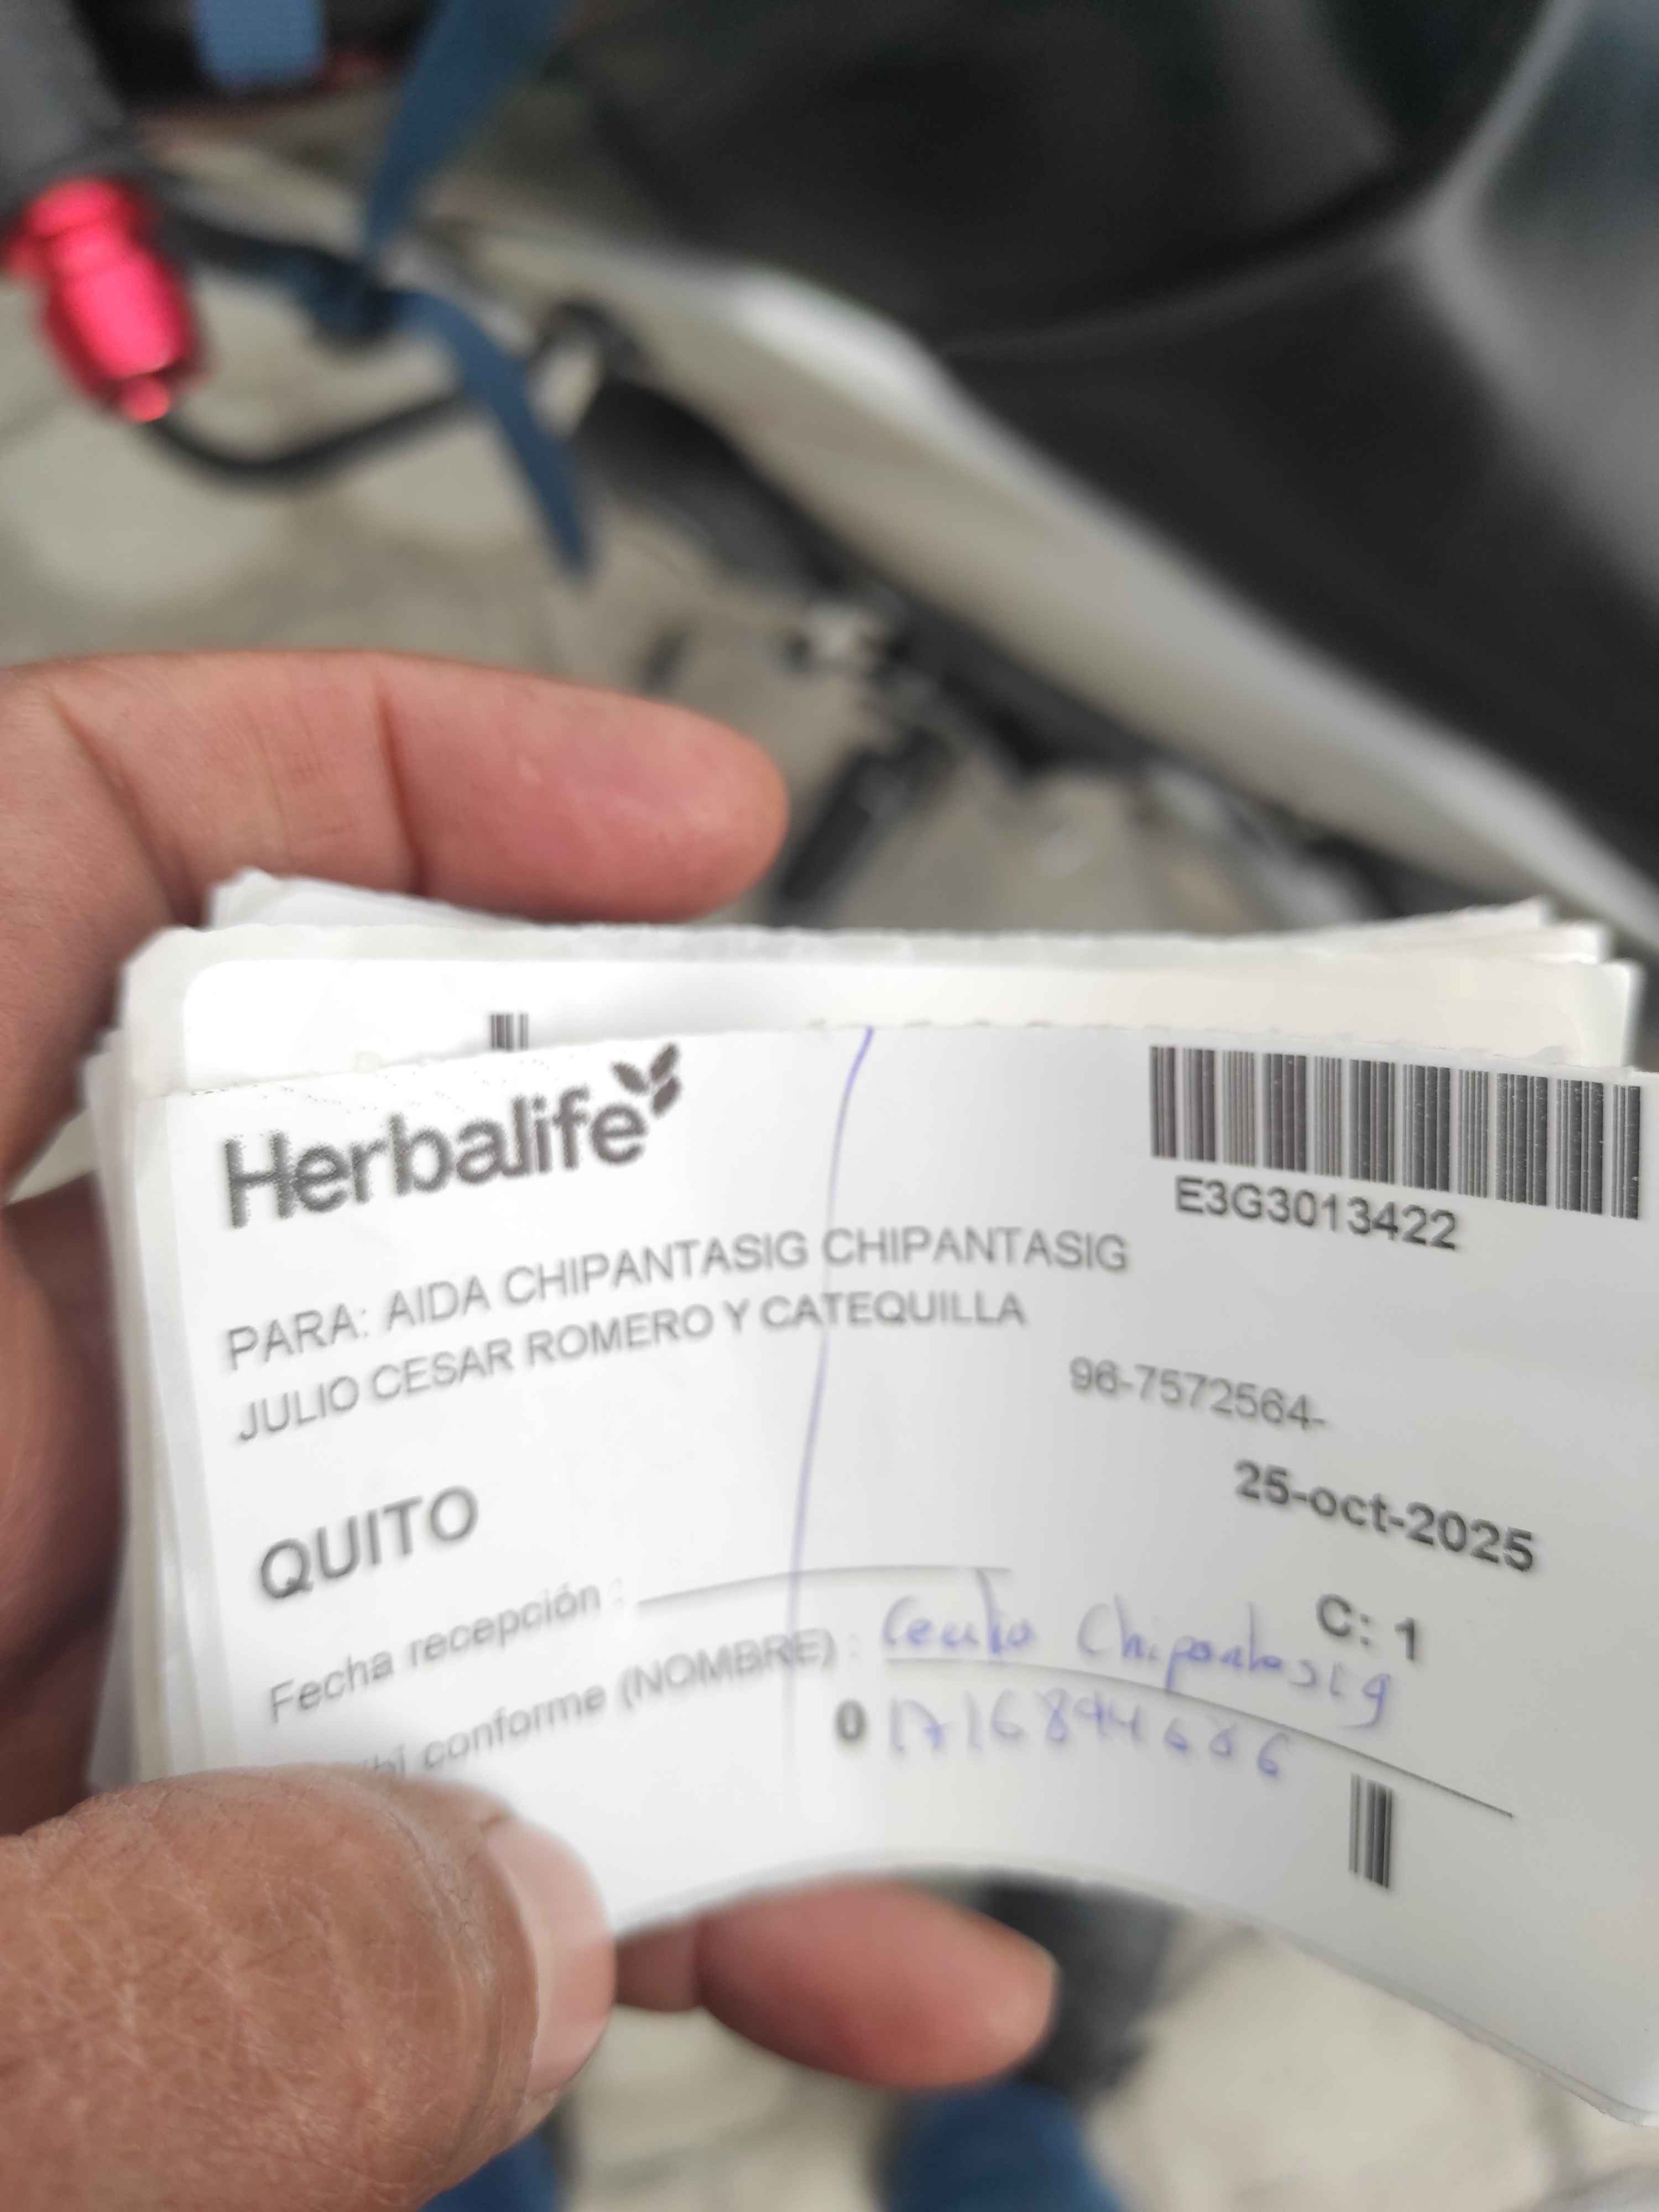 Herbalife
E3G3013422
PARA: AIDA CHIPANTASIG CHIPANTASIG
JULIO CESAR ROMERO Y CATEQUILLA
96-7572564-
QUITO
25-oct-2025
C: 1
Fecha recepción :
conforme (NOMBRE) : Chipantasig
0